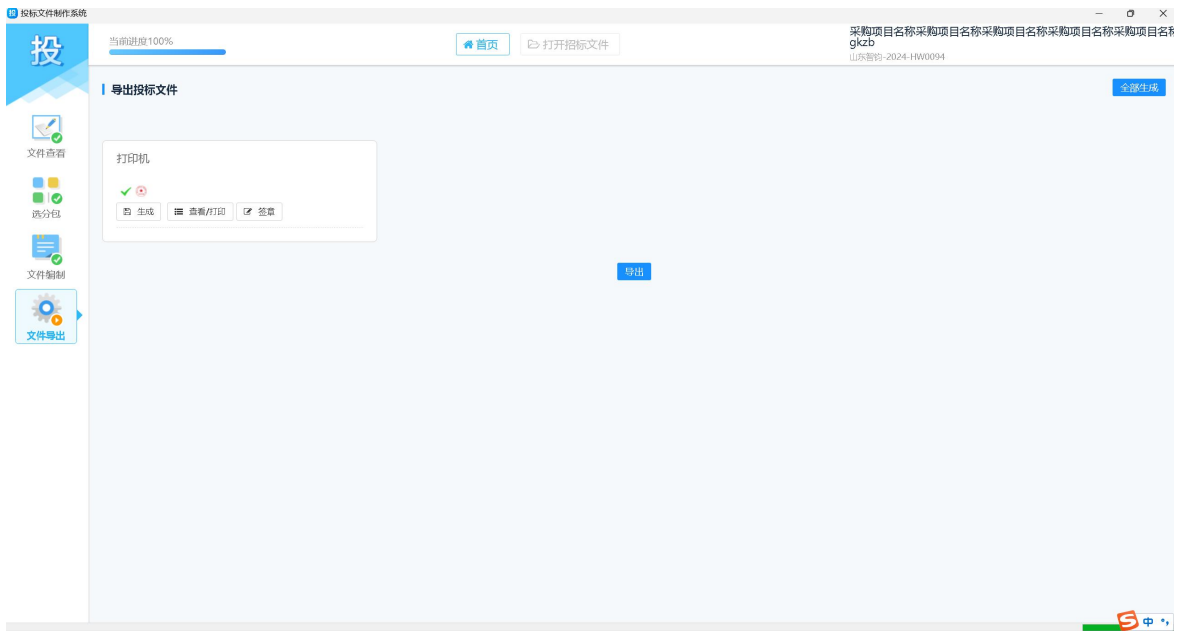 投 投标文件制作系统
投
当前进度100%
首页
打开招标文件
采购项目名称采购项目名称采购项目名称采购项目名称采购项目名称
gkzb
山东智钧-2024-HW0094
导出投标文件
全部生成
文件查看
打印机
生成
查看/打印
签章
选分包
文件编制
导出
文件导出
中